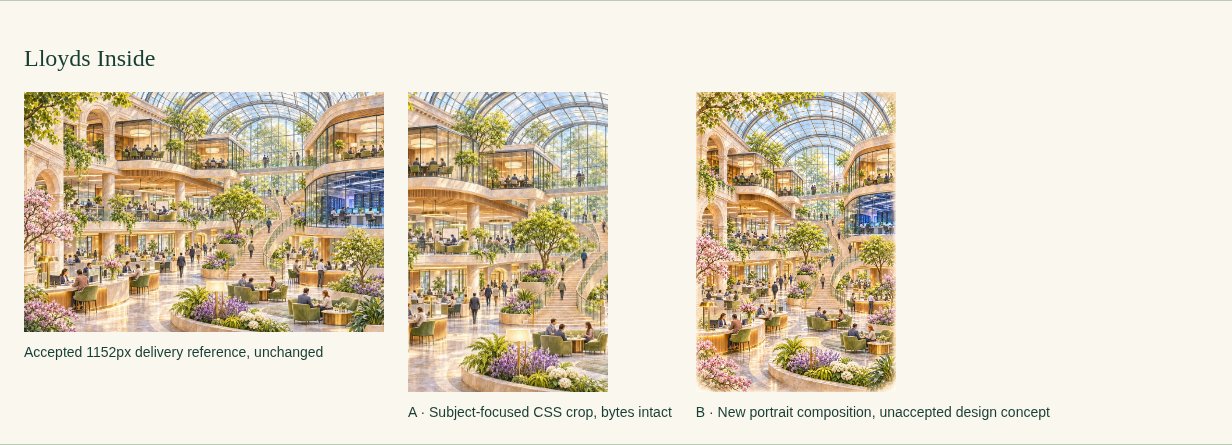 Lloyds Inside
Accepted 1152px delivery reference, unchanged
A · Subject-focused CSS crop, bytes intact
B · New portrait composition, unaccepted design concept